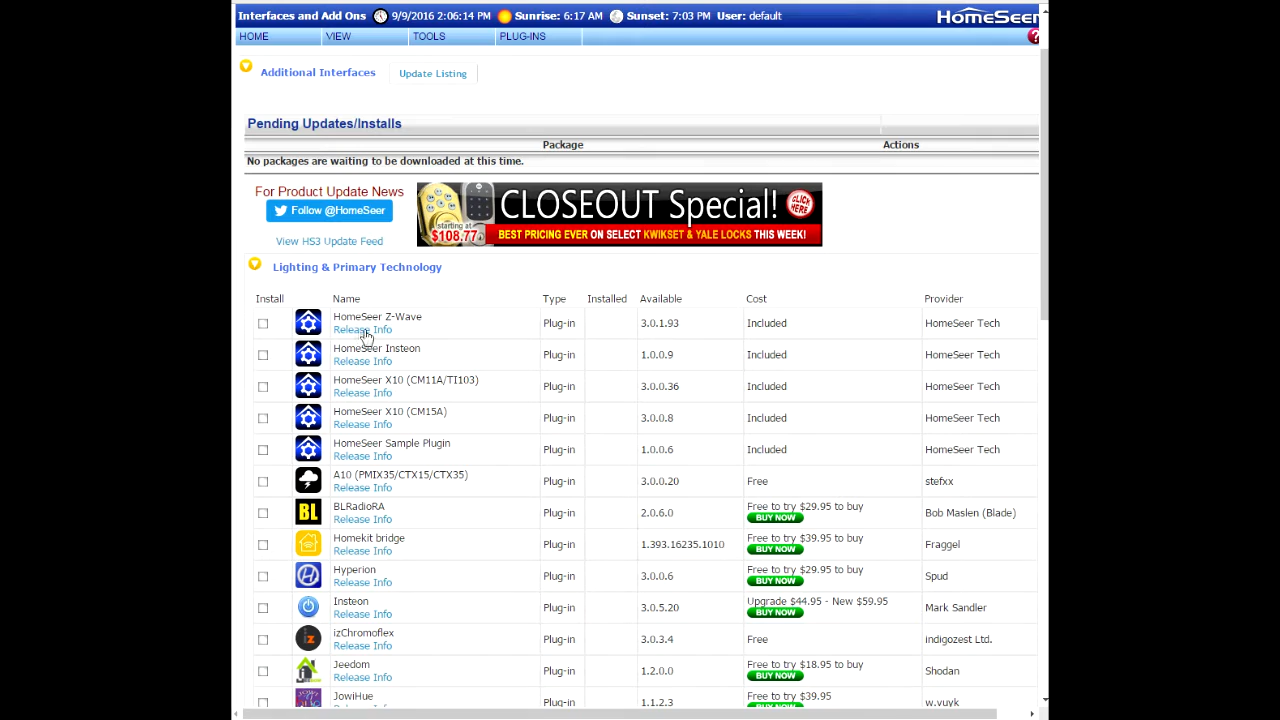 Interfaces and Add Ons 9/9/2016 2:06:14 PM Sunrise: 6:17 AM Sunset: 7:03 PM User: default HomeSeer
HOME VIEW TOOLS PLUG-INS ?
Additional Interfaces Update Listing
Pending Updates/Installs
Package Actions
No packages are waiting to be downloaded at this time.
For Product Update News
Follow @HomeSeer
View HS3 Update Feed
CLOSEOUT Special! CLICK HERE
starting at
$108.77 BEST PRICING EVER ON SELECT KWIKSET & YALE LOCKS THIS WEEK!
Lighting & Primary Technology
Install Name Type Installed Available Cost Provider
HomeSeer Z-Wave
Release Info Plug-in 3.0.1.93 Included HomeSeer Tech
HomeSeer Insteon
Release Info Plug-in 1.0.0.9 Included HomeSeer Tech
HomeSeer X10 (CM11A/TI103)
Release Info Plug-in 3.0.0.36 Included HomeSeer Tech
HomeSeer X10 (CM15A)
Release Info Plug-in 3.0.0.8 Included HomeSeer Tech
HomeSeer Sample Plugin
Release Info Plug-in 1.0.0.6 Included HomeSeer Tech
A10 (PMIX35/CTX15/CTX35)
Release Info Plug-in 3.0.0.20 Free stefxx
BL BLRadioRA Free to try $29.95 to buy
Release Info Plug-in 2.0.6.0 BUY NOW Bob Maslen (Blade)
Homekit bridge Free to try $39.95 to buy
Release Info Plug-in 1.393.16235.1010 BUY NOW Fraggel
Hyperion Free to try $29.95 to buy
Release Info Plug-in 3.0.0.6 BUY NOW Spud
Insteon Upgrade $44.95 - New $59.95
Release Info Plug-in 3.0.5.20 BUY NOW Mark Sandler
iz izChromoflex
Release Info Plug-in 3.0.3.4 Free indigozest Ltd.
Jeedom Free to try $18.95 to buy
Release Info Plug-in 1.2.0.0 BUY NOW Shodan
JowiHue Free to try $39.95
Plug-in 1.1.2.3 w.vuyk